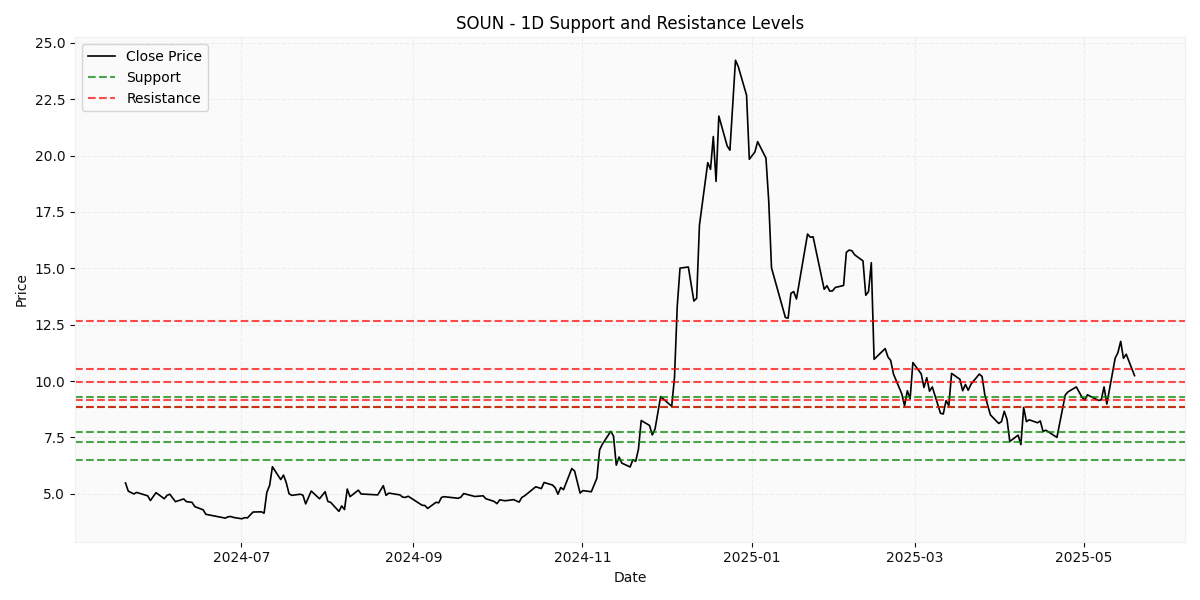 SOUN - 1D Support and Resistance Levels
Close Price
Support
Resistance
Price
25.0
22.5
20.0
17.5
15.0
12.5
10.0
7.5
5.0
2024-07
2024-09
2024-11
2025-01
2025-03
2025-05
Date